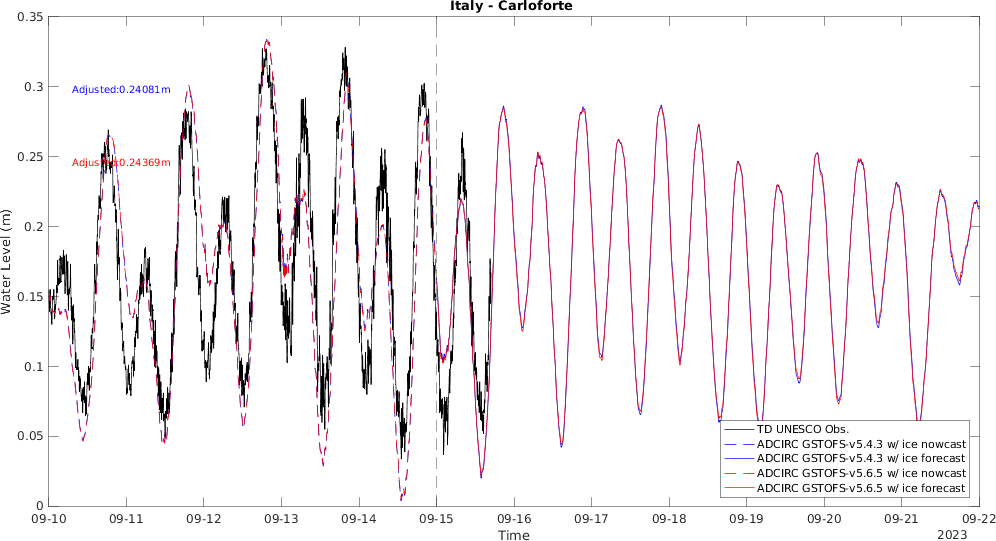 Italy - Carloforte
Water Level (m)
0.35
0.3
0.25
0.2
0.15
0.1
0.05
0
Adjusted:0.24081m
Adjusted:0.24369m
TD UNESCO Obs.
ADCIRC GSTOFS-v5.4.3 w/ ice nowcast
ADCIRC GSTOFS-v5.4.3 w/ ice forecast
ADCIRC GSTOFS-v5.6.5 w/ ice nowcast
ADCIRC GSTOFS-v5.6.5 w/ ice forecast
09-10 09-11 09-12 09-13 09-14 09-15 09-16 09-17 09-18 09-19 09-20 09-21 09-22
Time
2023